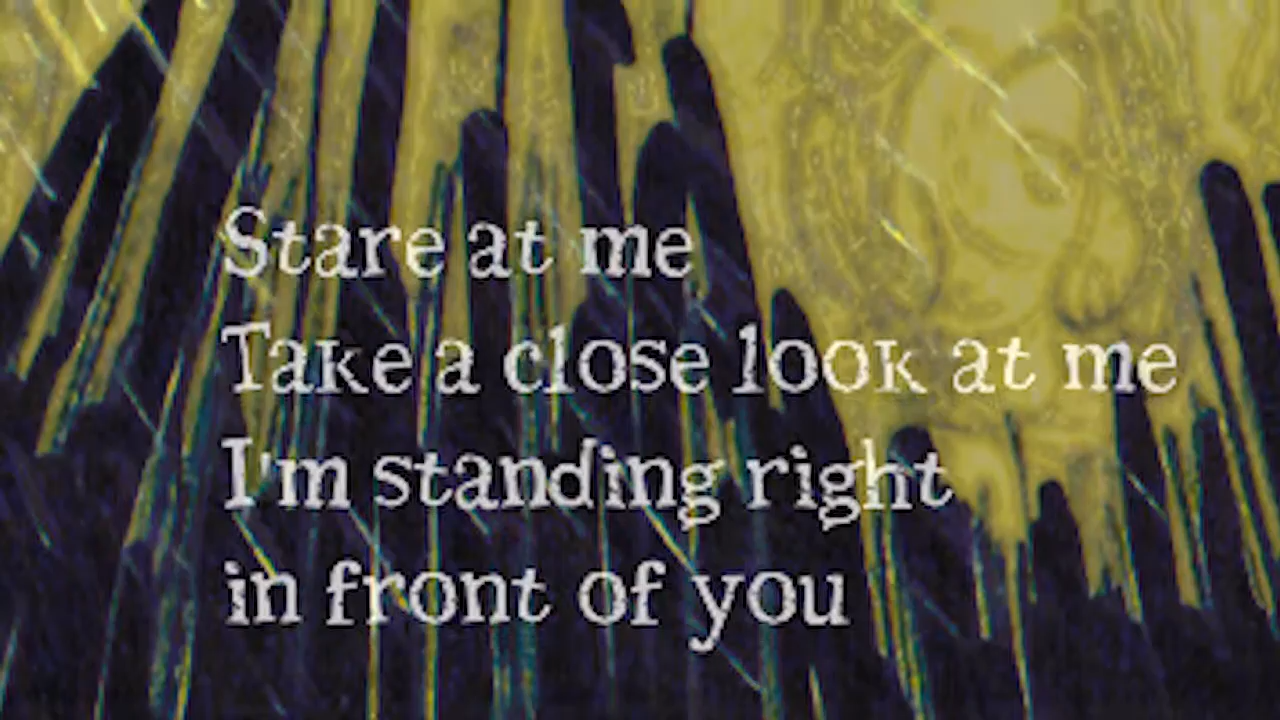 Stare at me
Take a close look at me
I'm standing right
in front of you